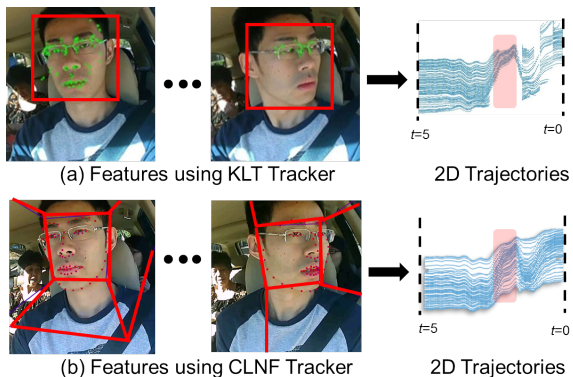 t=5
t=0
(a) Features using KLT Tracker
2D Trajectories
t=5
t=0
(b) Features using CLNF Tracker
2D Trajectories